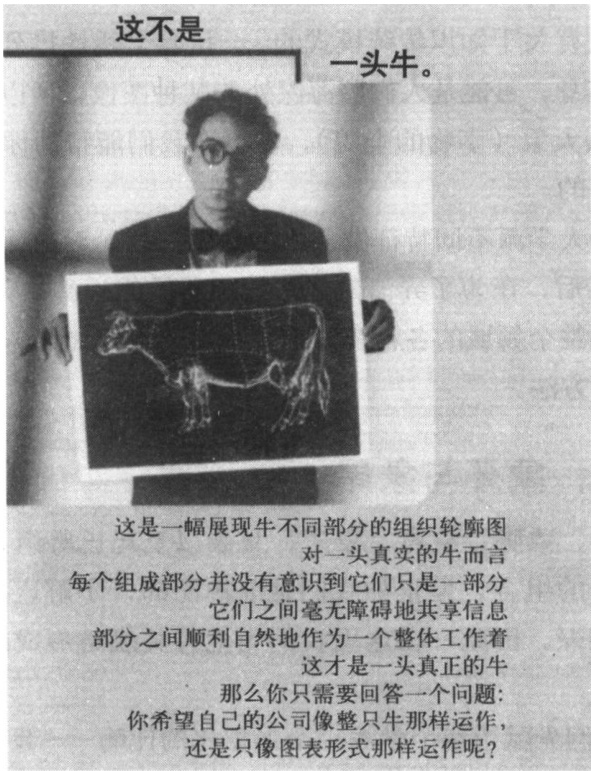 这不是
一头牛。
这是一幅展现牛不同部分的组织轮廓图
对一头真实的牛而言
每个组成部分并没有意识到它们只是一部分
它们之间毫无障碍地共享信息
部分之间顺利自然地作为一个整体工作着
这才是一头真正的牛
那么你只需要回答一个问题:
你希望自己的公司像整只牛那样运作,
还是只像图表形式那样运作呢?